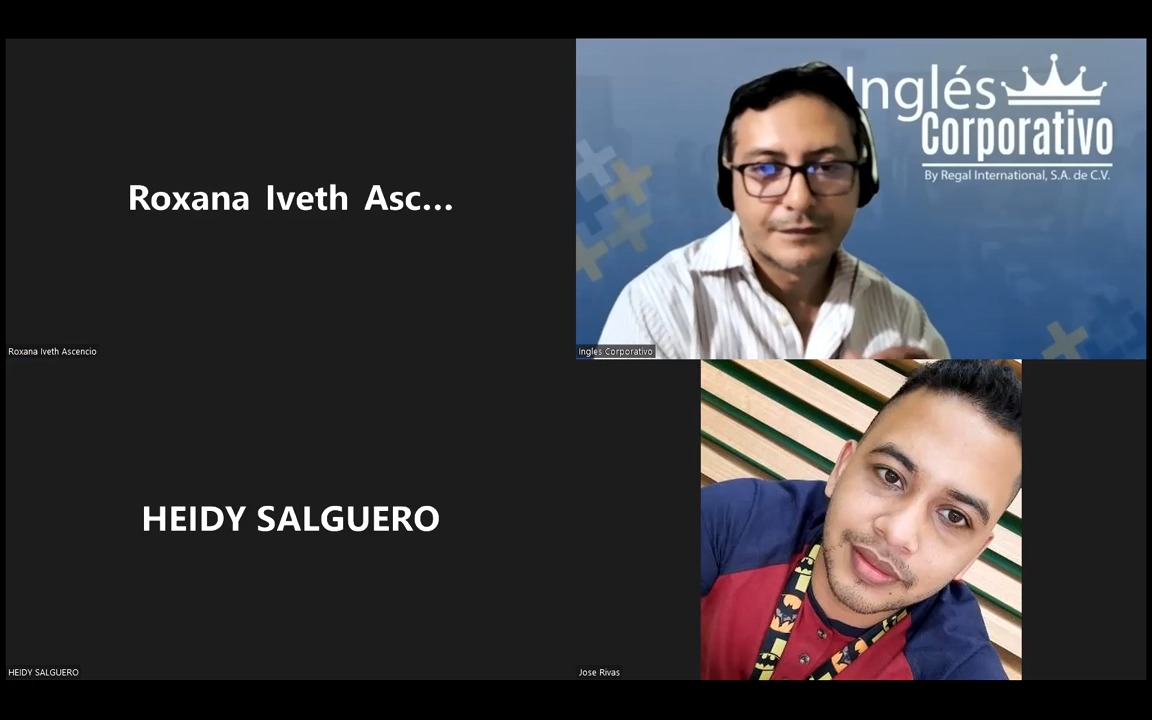 Roxana Iveth Asc...
Roxana Iveth Ascencio
Inglés
Corporativo
By Regal International, S.A. de C.V.
Ingles Corporativo
HEIDY SALGUERO
HEIDY SALGUERO
Jose Rivas